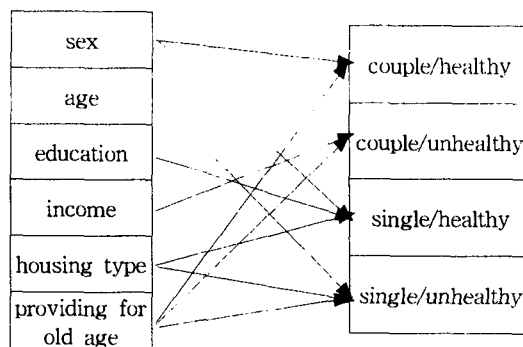 sex
age
education
income
housing type
providing for
old age
couple/healthy
couple/unhealthy
single/healthy
single/unhealthy